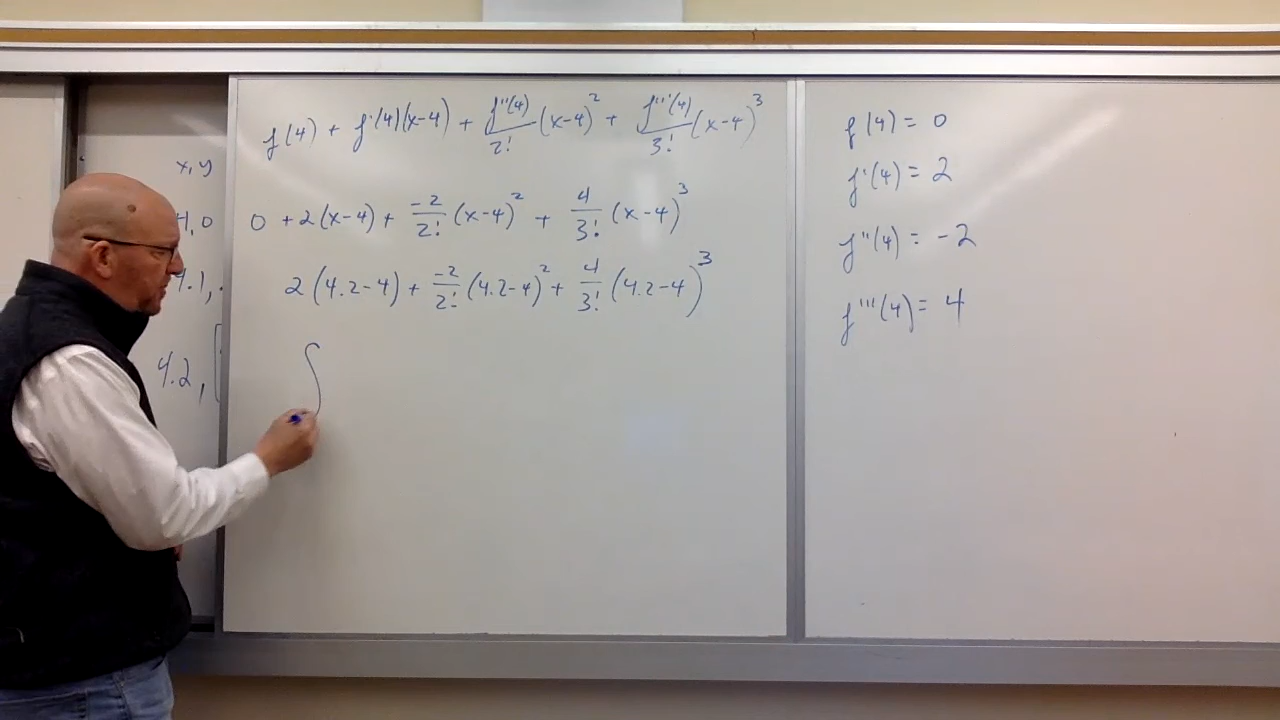 x, y
4, 0
4.1,
4.2,
f(4) + f'(4)(x-4) + f''(4)/2! (x-4)^2 + f'''(4)/3! (x-4)^3
0 + 2(x-4) + -2/2! (x-4)^2 + 4/3! (x-4)^3
2(4.2-4) + -2/2! (4.2-4)^2 + 4/3! (4.2-4)^3
∫
f(4) = 0
f'(4) = 2
f''(4) = -2
f'''(4) = 4